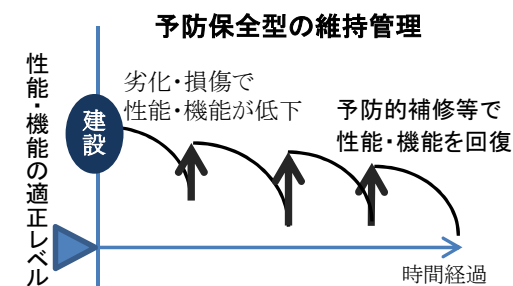 予防保全型の維持管理
性能・機能の適正レベル
劣化・損傷で
性能・機能が低下
建設
予防的補修等で
性能・機能を回復
時間経過